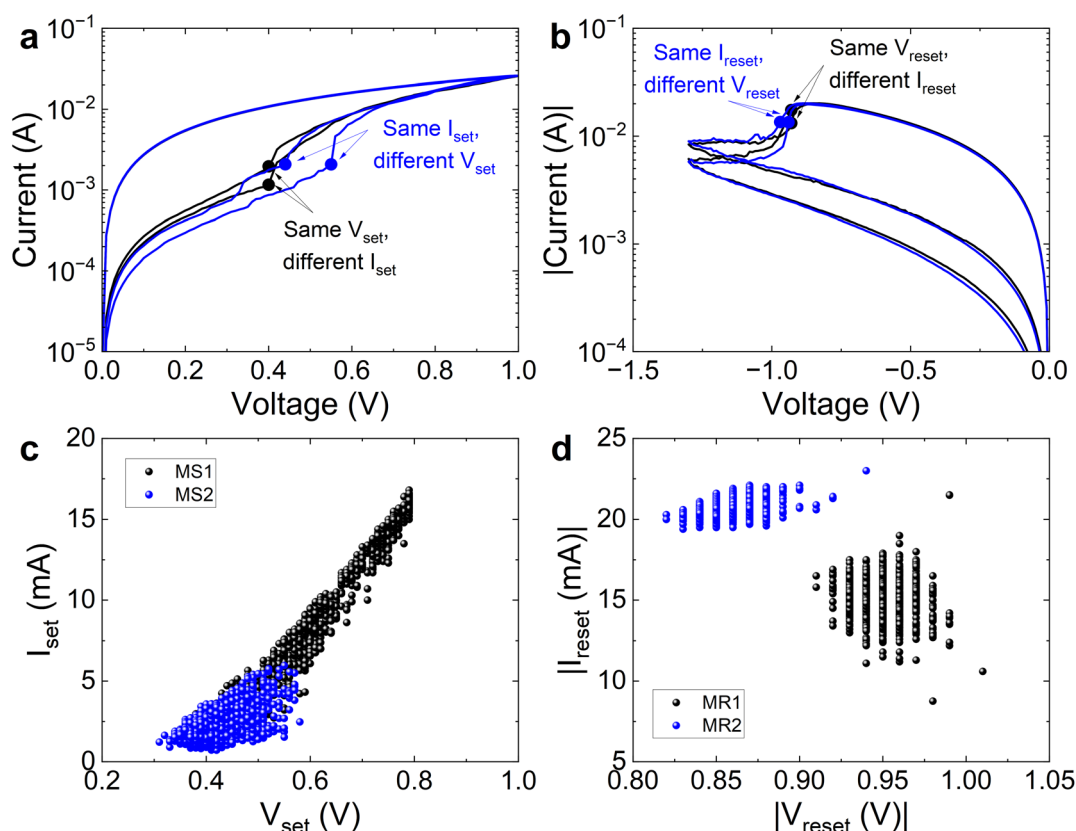 a
10⁻¹
10⁻²
10⁻³
10⁻⁴
10⁻⁵
Current (A)
Same I_set,
different V_set
Same V_set,
different I_set
0.0 0.2 0.4 0.6 0.8 1.0
Voltage (V)
b
10⁻¹
10⁻²
10⁻³
10⁻⁴
|Current (A)|
Same I_reset,
different V_reset
Same V_reset,
different I_reset
−1.5 −1.0 −0.5 0.0
Voltage (V)
c
20
15
10
5
0
I_set (mA)
MS1
MS2
0.2 0.4 0.6 0.8 1.0
V_set (V)
d
25
20
15
10
5
|I_reset (mA)|
MR1
MR2
0.80 0.85 0.90 0.95 1.00 1.05
|V_reset (V)|